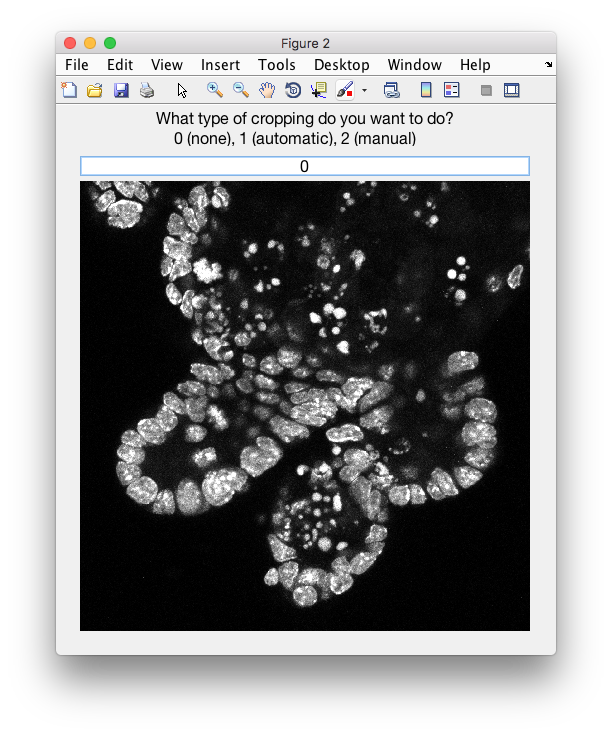 Figure 2
File Edit View Insert Tools Desktop Window Help
What type of cropping do you want to do?
0 (none), 1 (automatic), 2 (manual)
0